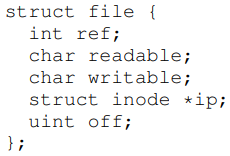 struct file {
  int ref;
  char readable;
  char writable;
  struct inode *ip;
  uint off;
};